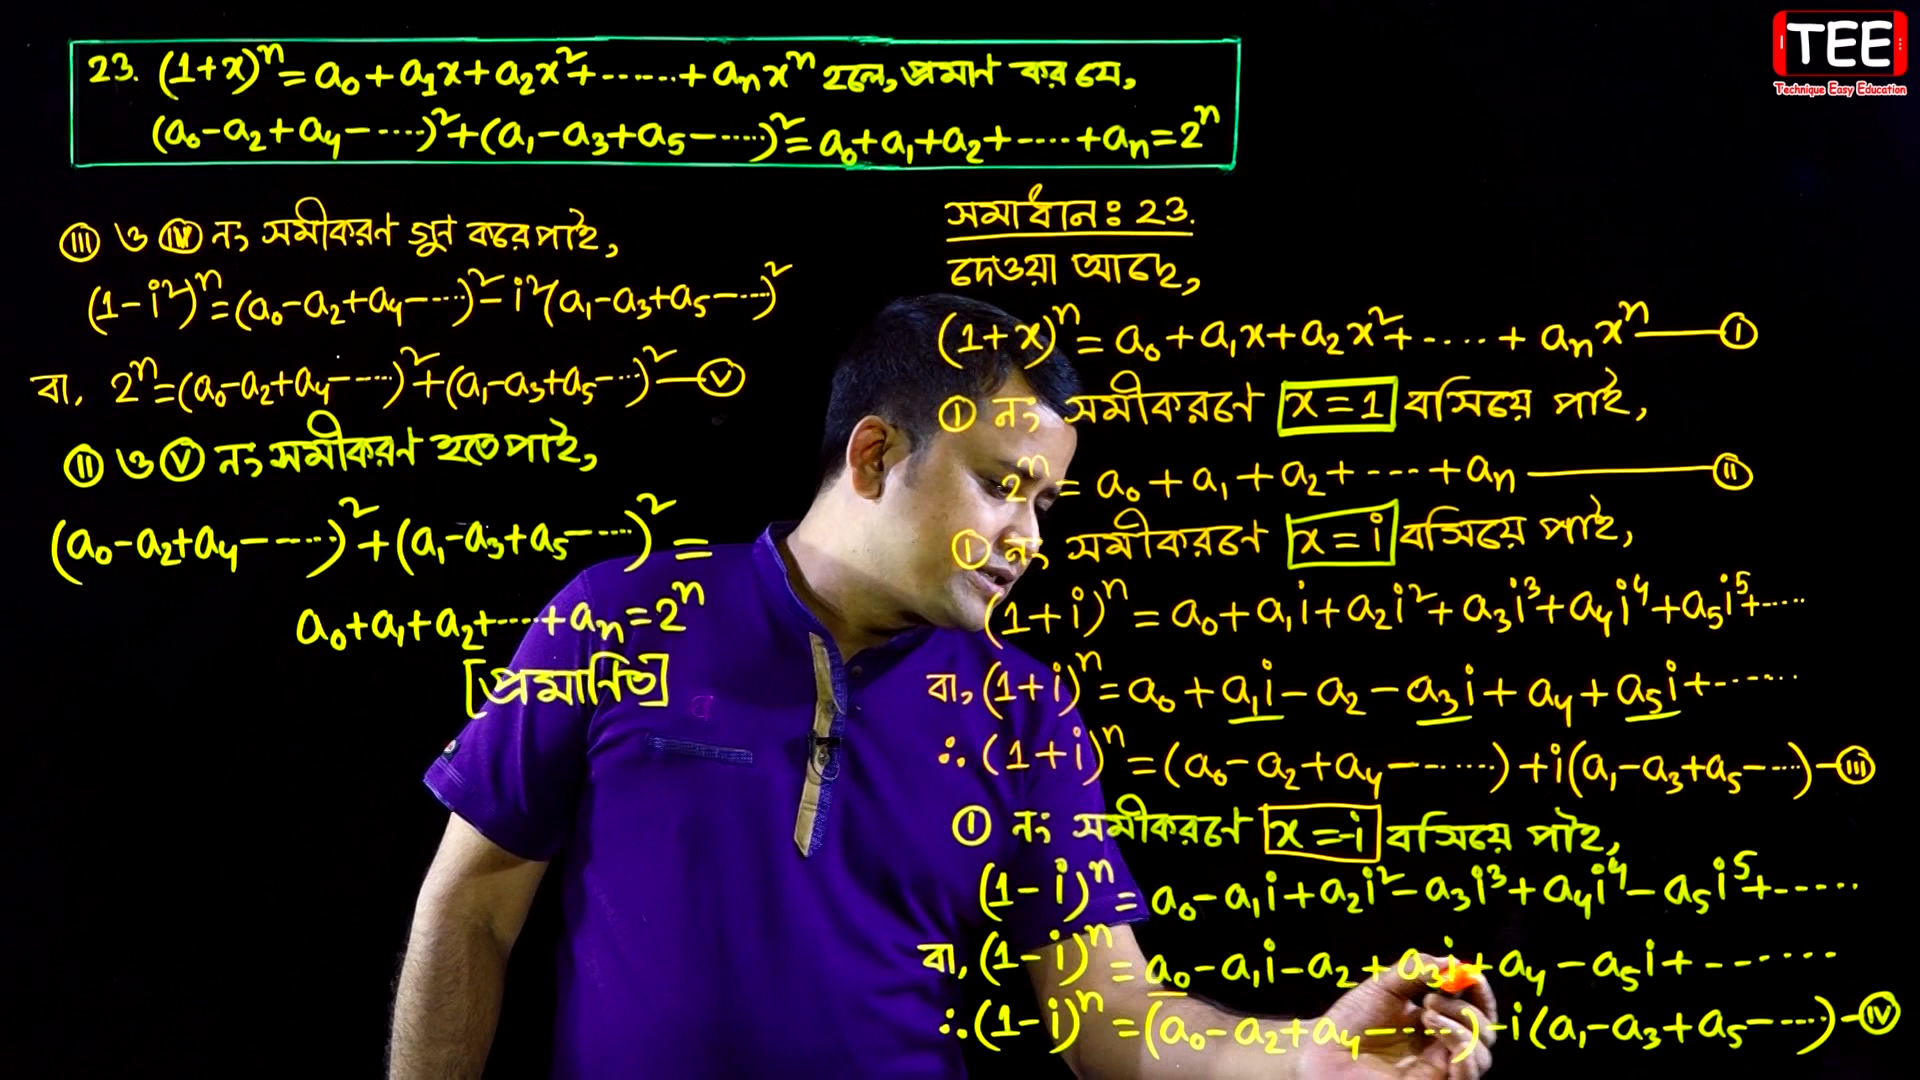 TEE
Technique Easy Education
23. (1+x)ⁿ = a₀ + a₁x + a₂x² + ...... + aₙxⁿ হলে, প্রমাণ কর যে,
(a₀-a₂+a₄-.....)²+(a₁-a₃+a₅-.....)²=a₀+a₁+a₂+.....+aₙ=2ⁿ
সমাধান: 23.
দেওয়া আছে,
(1+x)ⁿ = a₀ + a₁x + a₂x² + ..... + aₙxⁿ — (i)
(i) নং সমীকরণে x = 1 বসিয়ে পাই,
2ⁿ = a₀ + a₁ + a₂ + .... + aₙ — (ii)
(i) নং সমীকরণে x = i বসিয়ে পাই,
(1+i)ⁿ = a₀ + a₁i + a₂i² + a₃i³ + a₄i⁴ + a₅i⁵ + .....
বা, (1+i)ⁿ = a₀ + a₁i - a₂ - a₃i + a₄ + a₅i + ......
∴ (1+i)ⁿ = (a₀-a₂+a₄-......) + i(a₁-a₃+a₅-....) — (iii)
(i) নং সমীকরণে x = -i বসিয়ে পাই,
(1-i)ⁿ = a₀ - a₁i + a₂i² - a₃i³ + a₄i⁴ - a₅i⁵ + .....
বা, (1-i)ⁿ = a₀ - a₁i - a₂ + a₃i + a₄ - a₅i + ......
∴ (1-i)ⁿ = (a₀-a₂+a₄-.....) - i(a₁-a₃+a₅-....) — (iv)
(iii) ও (iv) নং সমীকরণ গুন করে পাই,
(1-i²)ⁿ = (a₀-a₂+a₄-....)² - i²(a₁-a₃+a₅-...)²
বা, 2ⁿ = (a₀-a₂+a₄-....)² + (a₁-a₃+a₅-...)² — (v)
(ii) ও (v) নং সমীকরণ হতে পাই,
(a₀-a₂+a₄-.....)² + (a₁-a₃+a₅-....)² =
a₀+a₁+a₂+....+aₙ = 2ⁿ
[প্রমাণিত]